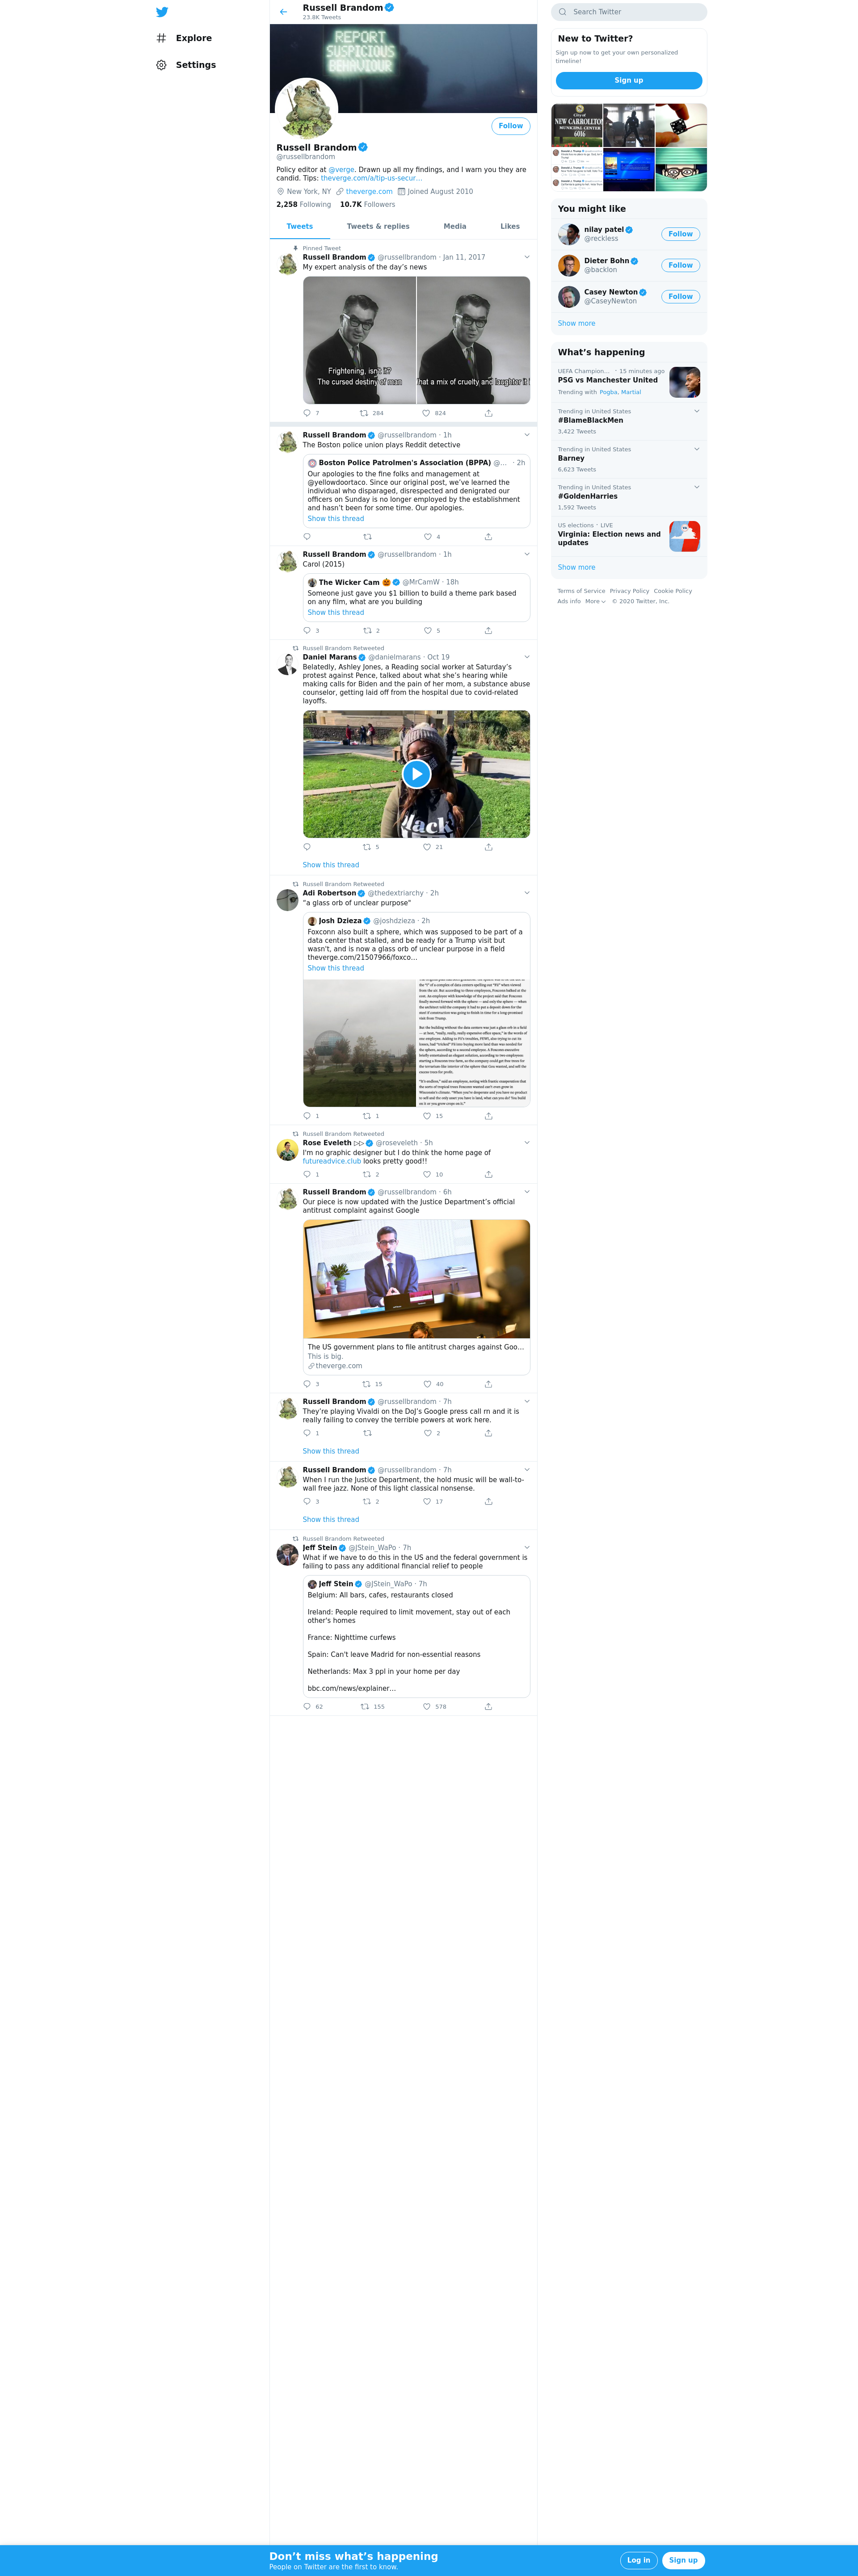 Explore
Settings
Russell Brandom
23.8K Tweets
REPORT
SUSPICIOUS
BEHAVIOUR
Follow
Russell Brandom
@russellbrandom
Policy editor at @verge. Drawn up all my findings, and I warn you they are
candid. Tips: theverge.com/a/tip-us-secur…
New York, NY theverge.com Joined August 2010
2,258 Following 10.7K Followers
Tweets Tweets & replies Media Likes
Pinned Tweet
Russell Brandom @russellbrandom · Jan 11, 2017
My expert analysis of the day's news
Frightening, isn't it?
The cursed destiny of man
that a mix of cruelty and laughter it i
7 284 824
Russell Brandom @russellbrandom · 1h
The Boston police union plays Reddit detective
Boston Police Patrolmen's Association (BPPA) @… · 2h
Our apologies to the fine folks and management at
@yellowdoortaco. Since our original post, we've learned the
individual who disparaged, disrespected and denigrated our
officers on Sunday is no longer employed by the establishment
and hasn't been for some time. Our apologies.
Show this thread
4
Russell Brandom @russellbrandom · 1h
Carol (2015)
The Wicker Cam 🎃 @MrCamW · 18h
Someone just gave you $1 billion to build a theme park based
on any film, what are you building
Show this thread
3 2 5
Russell Brandom Retweeted
Daniel Marans @danielmarans · Oct 19
Belatedly, Ashley Jones, a Reading social worker at Saturday's
protest against Pence, talked about what she's hearing while
making calls for Biden and the pain of her mom, a substance abuse
counselor, getting laid off from the hospital due to covid-related
layoffs.
5 21
Show this thread
Russell Brandom Retweeted
Adi Robertson @thedextriarchy · 2h
"a glass orb of unclear purpose"
Josh Dzieza @joshdzieza · 2h
Foxconn also built a sphere, which was supposed to be part of a
data center that stalled, and be ready for a Trump visit but
wasn't, and is now a glass orb of unclear purpose in a field
theverge.com/21507966/foxco…
Show this thread
1 1 15
Russell Brandom Retweeted
Rose Eveleth ▷▷ @roseveleth · 5h
I'm no graphic designer but I do think the home page of
futureadvice.club looks pretty good!!
1 2 10
Russell Brandom @russellbrandom · 6h
Our piece is now updated with the Justice Department's official
antitrust complaint against Google
The US government plans to file antitrust charges against Goo…
This is big.
theverge.com
3 15 40
Russell Brandom @russellbrandom · 7h
They're playing Vivaldi on the DoJ's Google press call rn and it is
really failing to convey the terrible powers at work here.
1 2
Show this thread
Russell Brandom @russellbrandom · 7h
When I run the Justice Department, the hold music will be wall-to-
wall free jazz. None of this light classical nonsense.
3 2 17
Show this thread
Russell Brandom Retweeted
Jeff Stein @JStein_WaPo · 7h
What if we have to do this in the US and the federal government is
failing to pass any additional financial relief to people
Jeff Stein @JStein_WaPo · 7h
Belgium: All bars, cafes, restaurants closed
Ireland: People required to limit movement, stay out of each
other's homes
France: Nighttime curfews
Spain: Can't leave Madrid for non-essential reasons
Netherlands: Max 3 ppl in your home per day
bbc.com/news/explainer…
62 155 578
Search Twitter
New to Twitter?
Sign up now to get your own personalized
timeline!
Sign up
City of
NEW CARROLLTON
MUNICIPAL CENTER
6016
You might like
nilay patel
@reckless
Follow
Dieter Bohn
@backlon
Follow
Casey Newton
@CaseyNewton
Follow
Show more
What's happening
UEFA Champion… · 15 minutes ago
PSG vs Manchester United
Trending with Pogba, Martial
Trending in United States
#BlameBlackMen
3,422 Tweets
Trending in United States
Barney
6,623 Tweets
Trending in United States
#GoldenHarries
1,592 Tweets
US elections · LIVE
Virginia: Election news and
updates
Show more
Terms of Service Privacy Policy Cookie Policy
Ads info More © 2020 Twitter, Inc.
Don't miss what's happening
People on Twitter are the first to know.
Log in Sign up